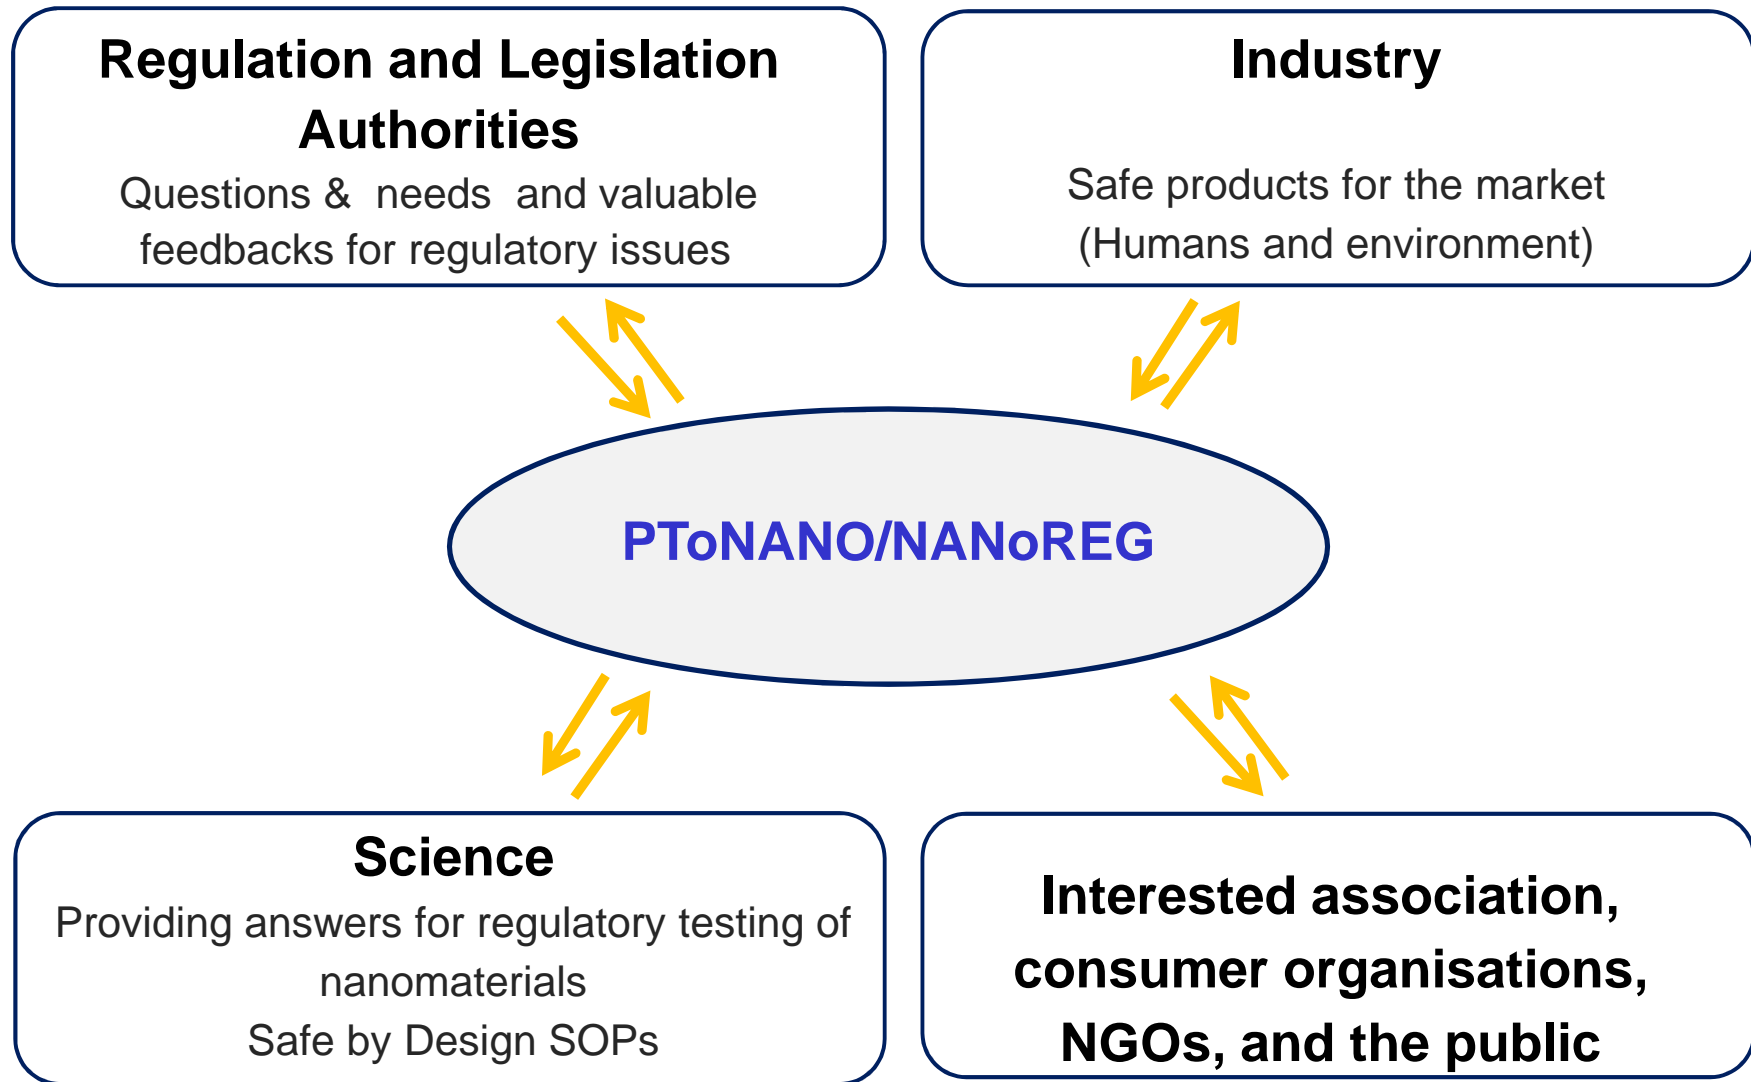 Regulation and Legislation
Authorities
Questions & needs and valuable
feedbacks for regulatory issues
Industry
Safe products for the market
(Humans and environment)
PToNANO/NANoREG
Science
Providing answers for regulatory testing of
nanomaterials
Safe by Design SOPs
Interested association,
consumer organisations,
NGOs, and the public